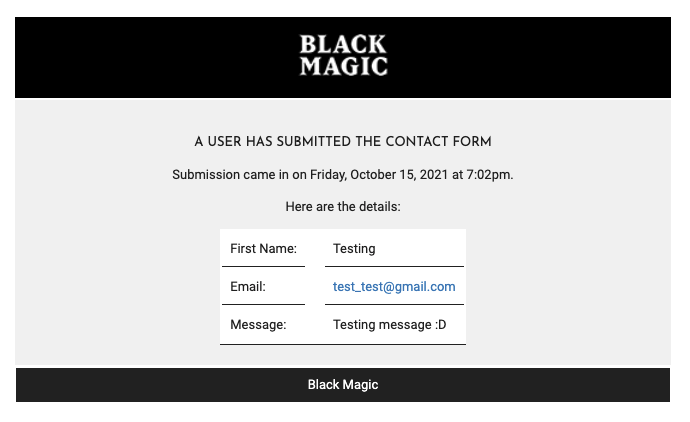 BLACK
MAGIC
A USER HAS SUBMITTED THE CONTACT FORM
Submission came in on Friday, October 15, 2021 at 7:02pm.
Here are the details:
First Name: Testing
Email: test_test@gmail.com
Message: Testing message :D
Black Magic